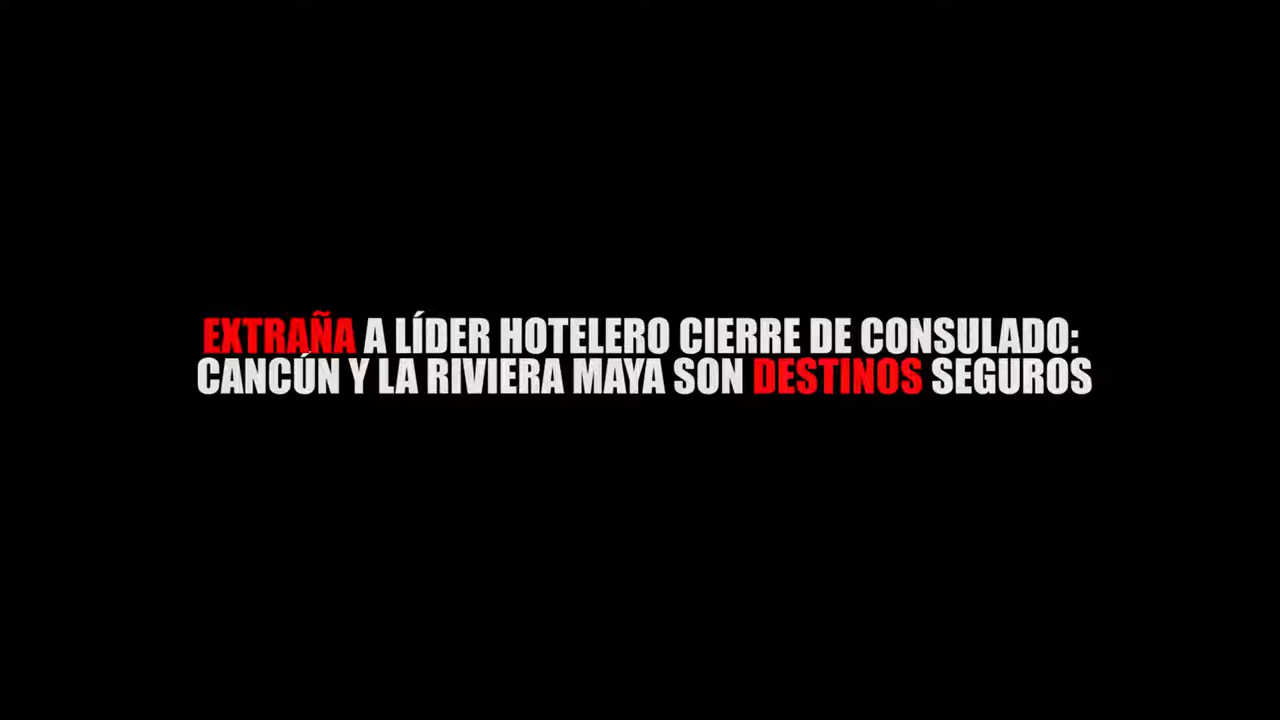 EXTRAÑA A LÍDER HOTELERO CIERRE DE CONSULADO:
CANCÚN Y LA RIVIERA MAYA SON DESTINOS SEGUROS